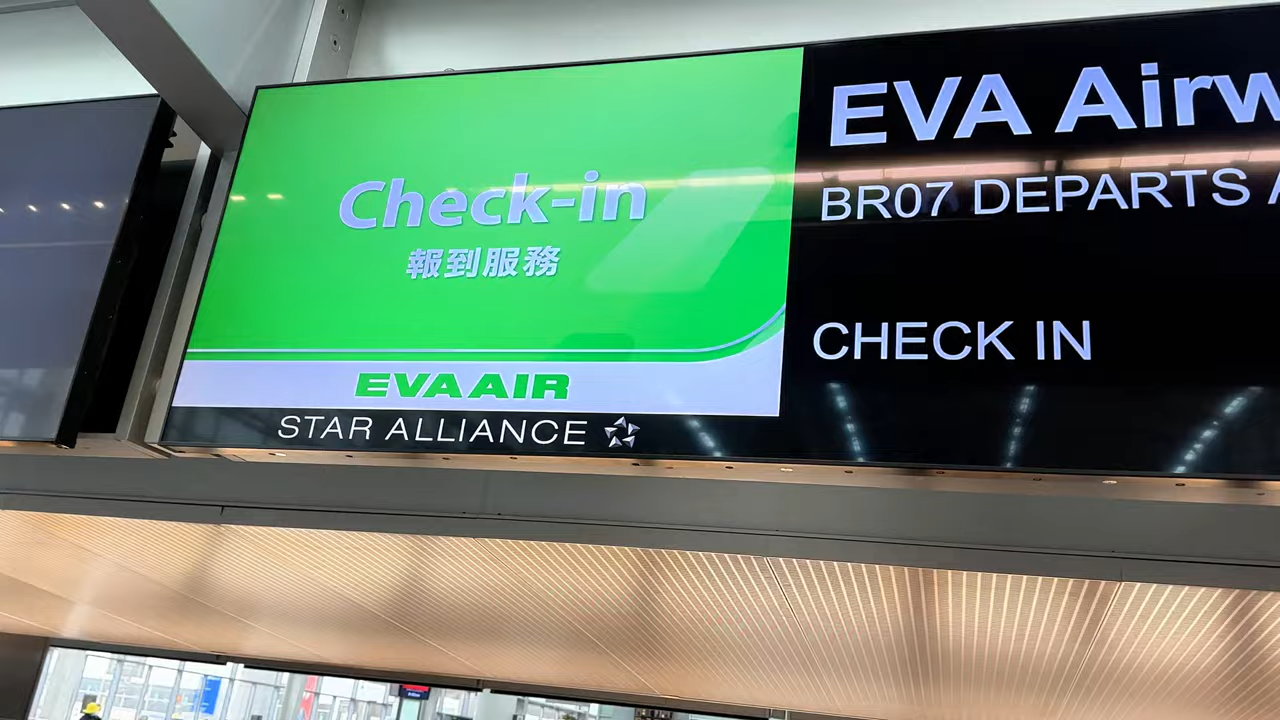 Check-in
報到服務
EVA AIR
STAR ALLIANCE
EVA Airw
BR07 DEPARTS A
CHECK IN